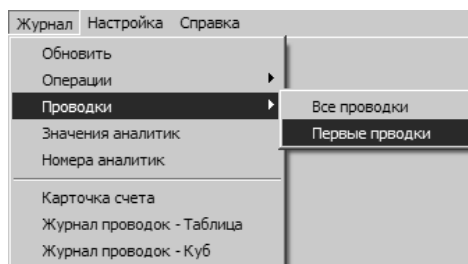 Журнал Настройка Справка
Обновить
Операции
Проводки
Все проводки
Значения аналитик
Первые прводки
Номера аналитик
Карточка счета
Журнал проводок - Таблица
Журнал проводок - Куб